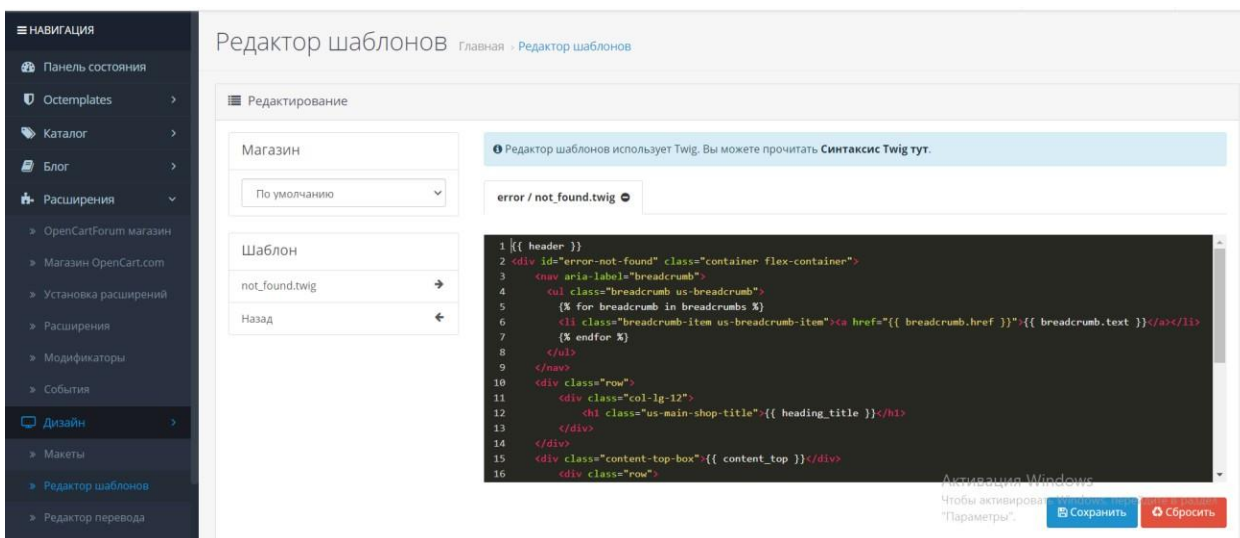 НАВИГАЦИЯ
Панель состояния
Octemplates
Каталог
Блог
Расширения
» OpenCartForum магазин
» Магазин OpenCart.com
» Установка расширений
» Расширения
» Модификаторы
» События
Дизайн
» Макеты
» Редактор шаблонов
» Редактор перевода
Редактор шаблонов
Главная › Редактор шаблонов
Редактирование
Магазин
По умолчанию
Шаблон
not_found.twig
Назад
Редактор шаблонов использует Twig. Вы можете прочитать Синтаксис Twig тут.
error / not_found.twig
1 {{ header }}
2 <div id="error-not-found" class="container flex-container">
3 <nav aria-label="breadcrumb">
4 <ul class="breadcrumb us-breadcrumb">
5 {% for breadcrumb in breadcrumbs %}
6 <li class="breadcrumb-item us-breadcrumb-item"><a href="{{ breadcrumb.href }}">{{ breadcrumb.text }}</a></li>
7 {% endfor %}
8 </ul>
9 </nav>
10 <div class="row">
11 <div class="col-lg-12">
12 <h1 class="us-main-shop-title">{{ heading_title }}</h1>
13 </div>
14 </div>
15 <div class="content-top-box">{{ content_top }}</div>
16 <div class="row">
Активация Windows
Чтобы активировать Windows, перейдите в раздел
"Параметры".
Сохранить
Сбросить